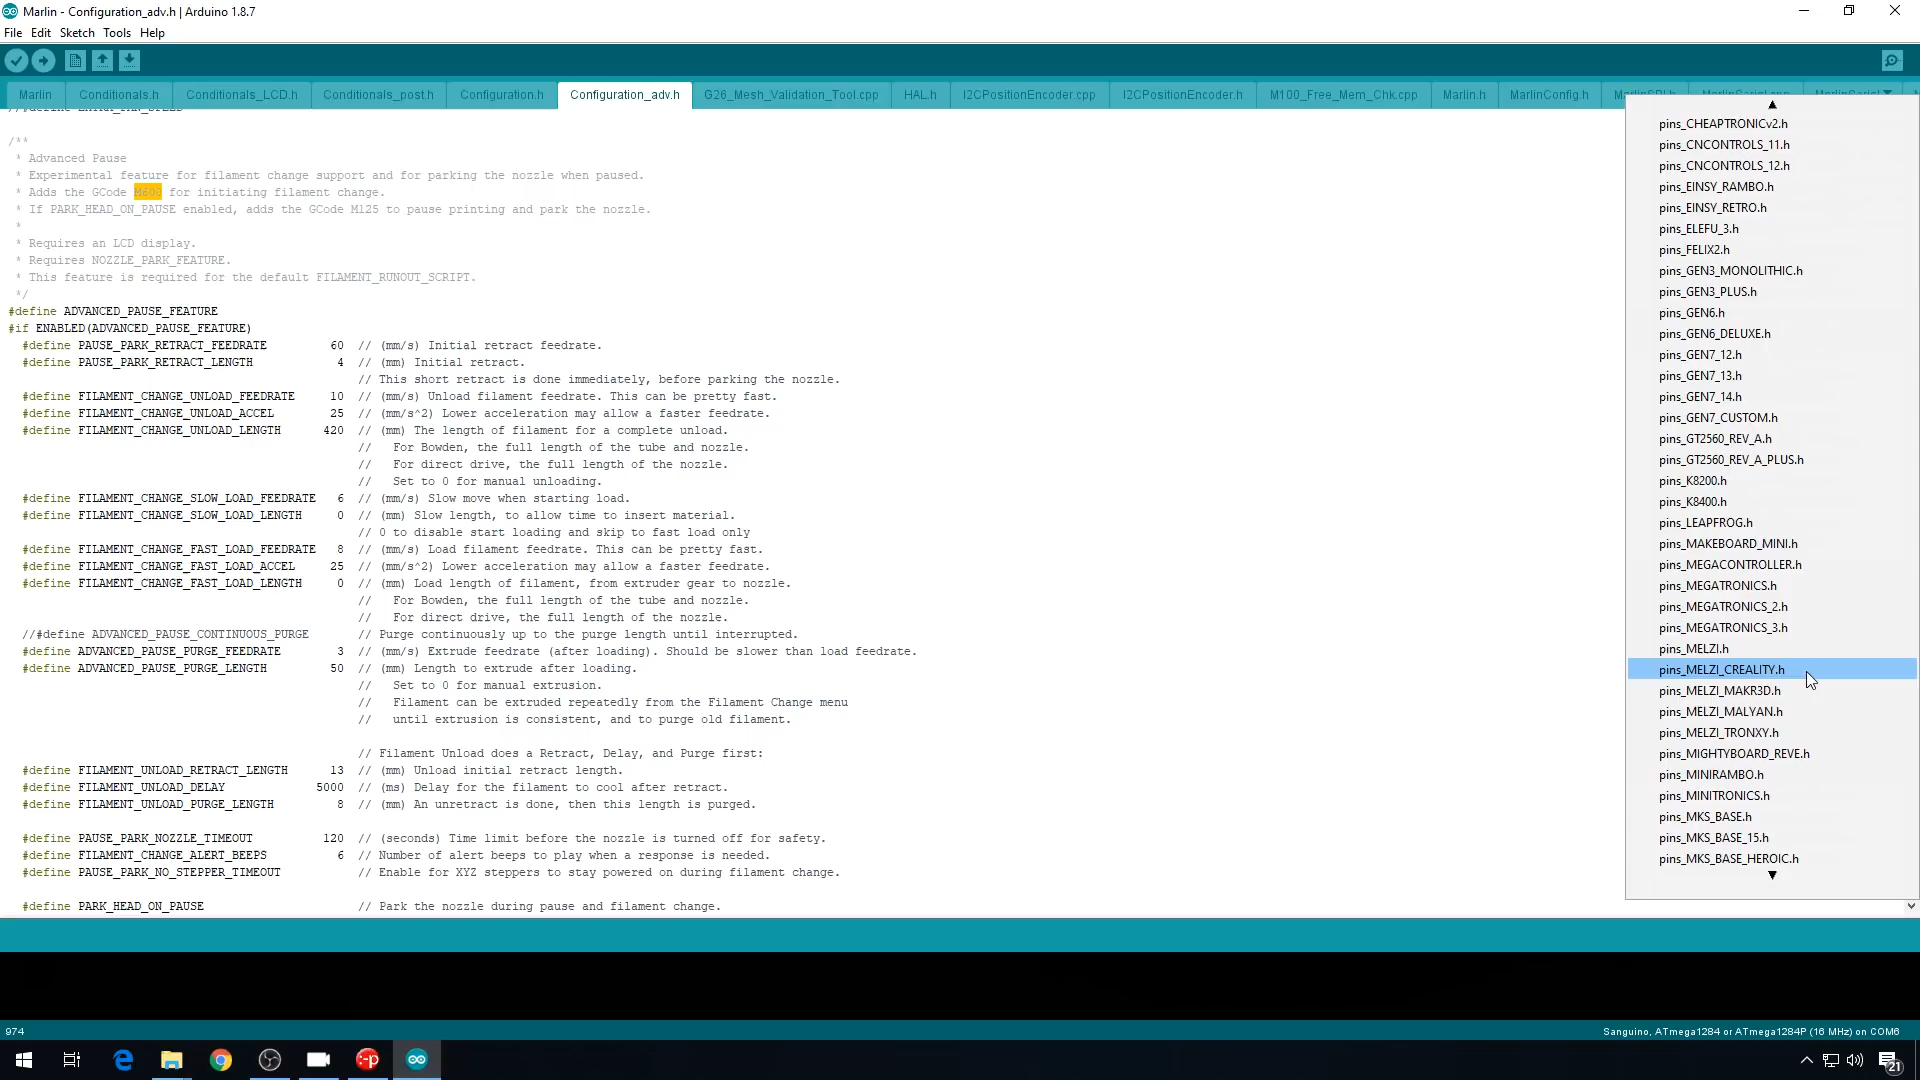 Marlin - Configuration_adv.h | Arduino 1.8.7
File Edit Sketch Tools Help
Marlin Conditionals.h Conditionals_LCD.h Conditionals_post.h Configuration.h Configuration_adv.h G26_Mesh_Validation_Tool.cpp HAL.h I2CPositionEncoder.cpp I2CPositionEncoder.h M100_Free_Mem_Chk.cpp Marlin.h MarlinConfig.h
/**
* Advanced Pause
* Experimental feature for filament change support and for parking the nozzle when paused.
* Adds the GCode M600 for initiating filament change.
* If PARK_HEAD_ON_PAUSE enabled, adds the GCode M125 to pause printing and park the nozzle.
*
* Requires an LCD display.
* Requires NOZZLE_PARK_FEATURE.
* This feature is required for the default FILAMENT_RUNOUT_SCRIPT.
*/
#define ADVANCED_PAUSE_FEATURE
#if ENABLED(ADVANCED_PAUSE_FEATURE)
#define PAUSE_PARK_RETRACT_FEEDRATE 60 // (mm/s) Initial retract feedrate.
#define PAUSE_PARK_RETRACT_LENGTH 4 // (mm) Initial retract.
// This short retract is done immediately, before parking the nozzle.
#define FILAMENT_CHANGE_UNLOAD_FEEDRATE 10 // (mm/s) Unload filament feedrate. This can be pretty fast.
#define FILAMENT_CHANGE_UNLOAD_ACCEL 25 // (mm/s^2) Lower acceleration may allow a faster feedrate.
#define FILAMENT_CHANGE_UNLOAD_LENGTH 420 // (mm) The length of filament for a complete unload.
// For Bowden, the full length of the tube and nozzle.
// For direct drive, the full length of the nozzle.
// Set to 0 for manual unloading.
#define FILAMENT_CHANGE_SLOW_LOAD_FEEDRATE 6 // (mm/s) Slow move when starting load.
#define FILAMENT_CHANGE_SLOW_LOAD_LENGTH 0 // (mm) Slow length, to allow time to insert material.
// 0 to disable start loading and skip to fast load only
#define FILAMENT_CHANGE_FAST_LOAD_FEEDRATE 8 // (mm/s) Load filament feedrate. This can be pretty fast.
#define FILAMENT_CHANGE_FAST_LOAD_ACCEL 25 // (mm/s^2) Lower acceleration may allow a faster feedrate.
#define FILAMENT_CHANGE_FAST_LOAD_LENGTH 0 // (mm) Load length of filament, from extruder gear to nozzle.
// For Bowden, the full length of the tube and nozzle.
// For direct drive, the full length of the nozzle.
//#define ADVANCED_PAUSE_CONTINUOUS_PURGE // Purge continuously up to the purge length until interrupted.
#define ADVANCED_PAUSE_PURGE_FEEDRATE 3 // (mm/s) Extrude feedrate (after loading). Should be slower than load feedrate.
#define ADVANCED_PAUSE_PURGE_LENGTH 50 // (mm) Length to extrude after loading.
// Set to 0 for manual extrusion.
// Filament can be extruded repeatedly from the Filament Change menu
// until extrusion is consistent, and to purge old filament.
// Filament Unload does a Retract, Delay, and Purge first:
#define FILAMENT_UNLOAD_RETRACT_LENGTH 13 // (mm) Unload initial retract length.
#define FILAMENT_UNLOAD_DELAY 5000 // (ms) Delay for the filament to cool after retract.
#define FILAMENT_UNLOAD_PURGE_LENGTH 8 // (mm) An unretract is done, then this length is purged.
#define PAUSE_PARK_NOZZLE_TIMEOUT 120 // (seconds) Time limit before the nozzle is turned off for safety.
#define FILAMENT_CHANGE_ALERT_BEEPS 6 // Number of alert beeps to play when a response is needed.
#define PAUSE_PARK_NO_STEPPER_TIMEOUT // Enable for XYZ steppers to stay powered on during filament change.
#define PARK_HEAD_ON_PAUSE // Park the nozzle during pause and filament change.
pins_CHEAPTRONICv2.h
pins_CNCONTROLS_11.h
pins_CNCONTROLS_12.h
pins_EINSY_RAMBO.h
pins_EINSY_RETRO.h
pins_ELEFU_3.h
pins_FELIX2.h
pins_GEN3_MONOLITHIC.h
pins_GEN3_PLUS.h
pins_GEN6.h
pins_GEN6_DELUXE.h
pins_GEN7_12.h
pins_GEN7_13.h
pins_GEN7_14.h
pins_GEN7_CUSTOM.h
pins_GT2560_REV_A.h
pins_GT2560_REV_A_PLUS.h
pins_K8200.h
pins_K8400.h
pins_LEAPFROG.h
pins_MAKEBOARD_MINI.h
pins_MEGACONTROLLER.h
pins_MEGATRONICS.h
pins_MEGATRONICS_2.h
pins_MEGATRONICS_3.h
pins_MELZI.h
pins_MELZI_CREALITY.h
pins_MELZI_MAKR3D.h
pins_MELZI_MALYAN.h
pins_MELZI_TRONXY.h
pins_MIGHTYBOARD_REVE.h
pins_MINIRAMBO.h
pins_MINITRONICS.h
pins_MKS_BASE.h
pins_MKS_BASE_15.h
pins_MKS_BASE_HEROIC.h
974
Sanguino, ATmega1284 or ATmega1284P (16 MHz) on COM6
21